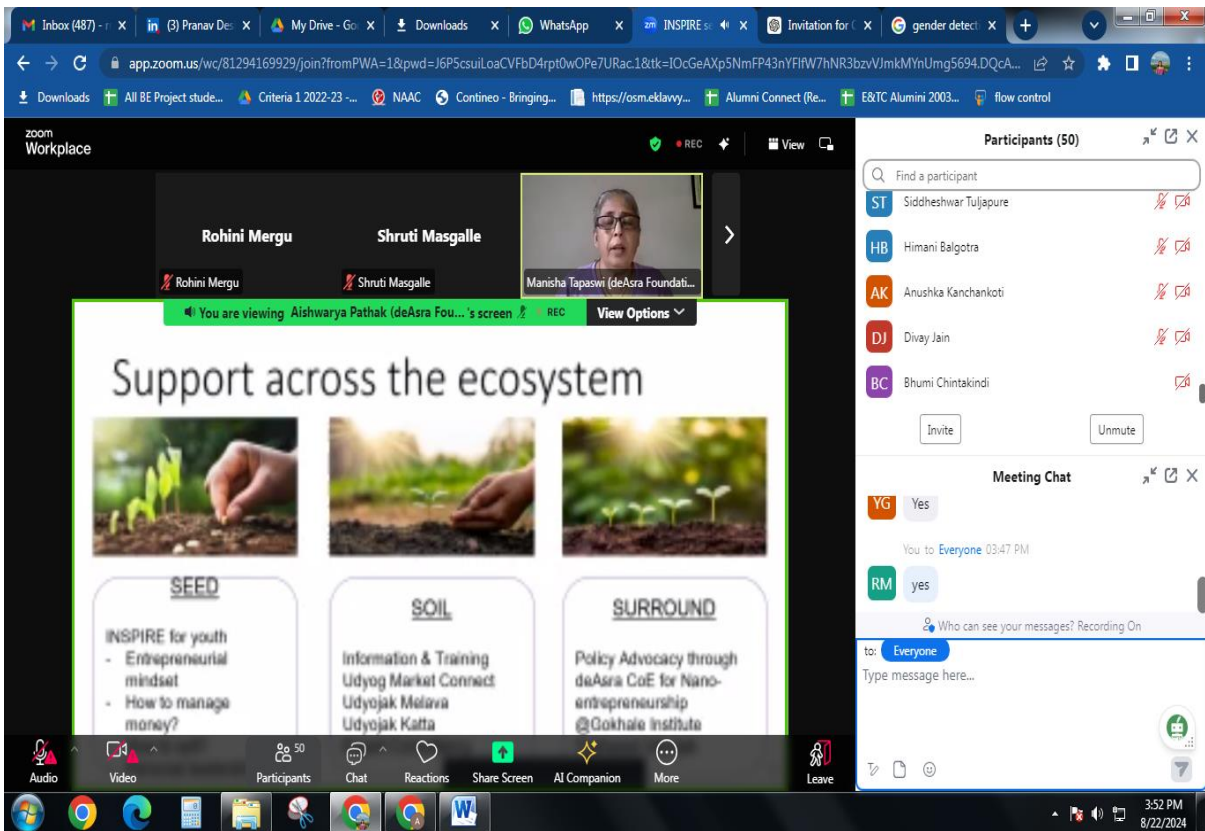 Inbox (487) - r
(3) Pranav Des
My Drive - Go
Downloads
WhatsApp
INSPIRE se
Invitation for C
gender detect
app.zoom.us/wc/81294169929/join?fromPWA=1&pwd=J6P5csuiLoaCVFbD4rpt0wOPe7URac.1&tk=IOcGeAXp5NmFP43nYFIfW7hNR3bzvVJmkMYnUmg5694.DQcA...
Downloads
All BE Project stude...
Criteria 1 2022-23 -...
NAAC
Contineo - Bringing...
https://osm.eklavvy...
Alumni Connect (Re...
E&TC Alumini 2003...
flow control
zoom
Workplace
REC
View
Rohini Mergu
Shruti Masgalle
Rohini Mergu
Shruti Masgalle
Manisha Tapaswi (deAsra Foundati...
You are viewing Aishwarya Pathak (deAsra Fou... 's screen
REC
View Options
Support across the ecosystem
SEED
INSPIRE for youth
- Entrepreneurial
mindset
- How to manage
money?
SOIL
Information & Training
Udyog Market Connect
Udyojak Melava
Udyojak Katta
SURROUND
Policy Advocacy through
deAsra CoE for Nano-
entrepreneurship
@Gokhale Institute
Audio
Video
50
Participants
Chat
Reactions
Share Screen
AI Companion
More
Leave
Participants (50)
Find a participant
ST Siddheshwar Tuljapure
HB Himani Balgotra
AK Anushka Kanchankoti
DJ Divay Jain
BC Bhumi Chintakindi
Invite
Unmute
Meeting Chat
YG Yes
You to Everyone 03:47 PM
RM yes
Who can see your messages? Recording On
to: Everyone
Type message here...
3:52 PM
8/22/2024